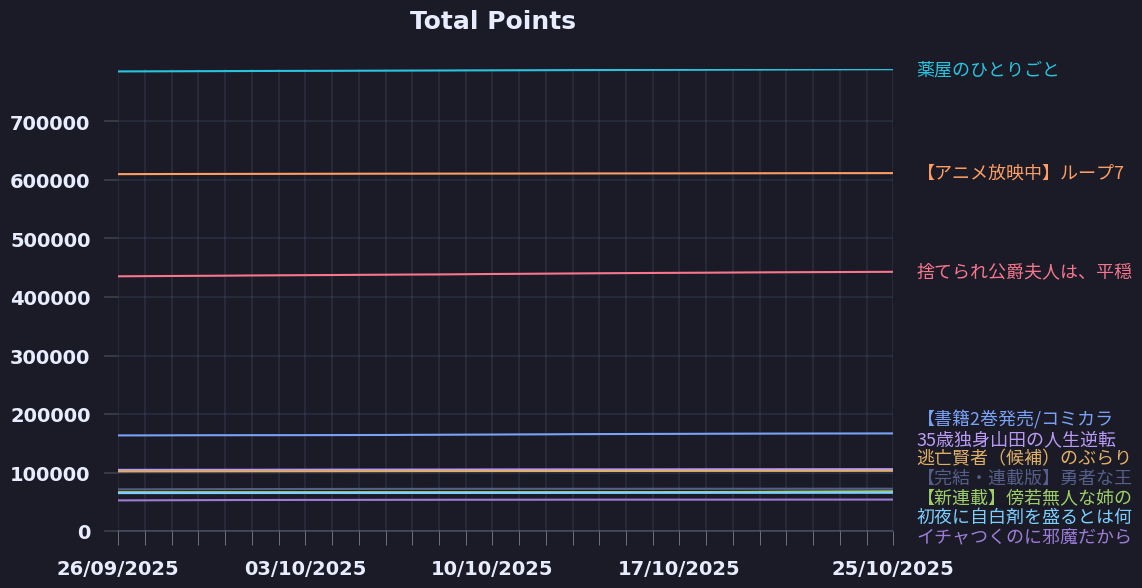 Total Points
700000
600000
500000
400000
300000
200000
100000
0
26/09/2025 03/10/2025 10/10/2025 17/10/2025 25/10/2025
薬屋のひとりごと
【アニメ放映中】ループ7
捨てられ公爵夫人は、平穏
【書籍2巻発売/コミカラ
35歳独身山田の人生逆転
逃亡賢者（候補）のぶらり
【完結・連載版】勇者な王
【新連載】傍若無人な姉の
初夜に自白剤を盛るとは何
イチャつくのに邪魔だから